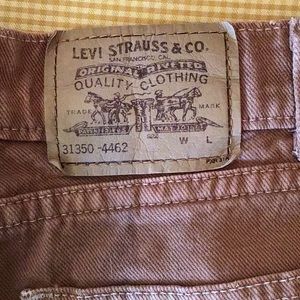 LEVI STRAUSS & CO.
SAN FRANCISCO, CAL.
ORIGINAL RIVETED
QUALITY CLOTHING
TRADE MARK
31350 -4462 W L